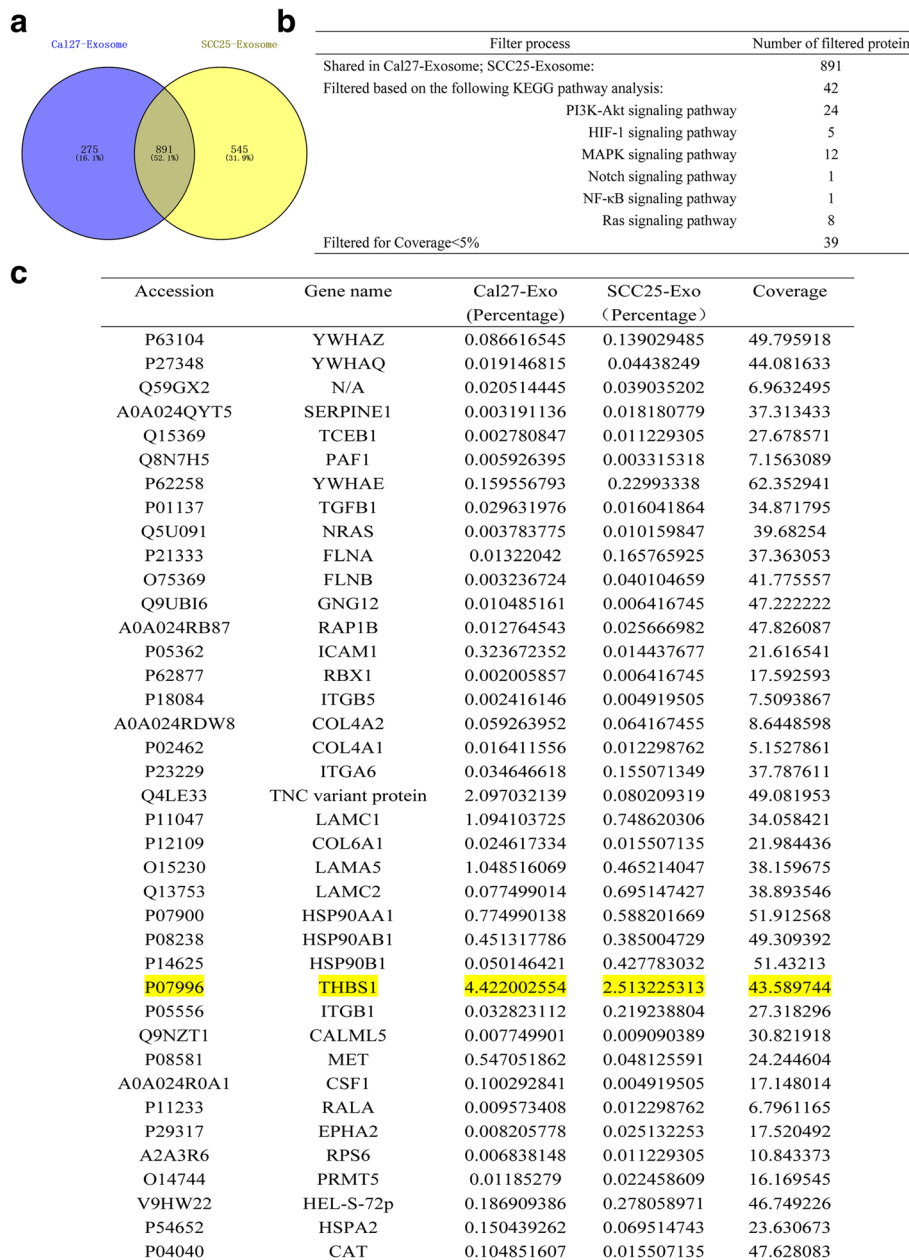 a
Cal27-Exosome
SCC25-Exosome
275
(16.1%)
891
(52.1%)
545
(31.9%)
b
Filter process Number of filtered protein
Shared in Cal27-Exosome; SCC25-Exosome: 891
Filtered based on the following KEGG pathway analysis: 42
PI3K-Akt signaling pathway 24
HIF-1 signaling pathway 5
MAPK signaling pathway 12
Notch signaling pathway 1
NF-κB signaling pathway 1
Ras signaling pathway 8
Filtered for Coverage<5% 39
c
Accession Gene name Cal27-Exo SCC25-Exo Coverage
(Percentage) (Percentage）
P63104 YWHAZ 0.086616545 0.139029485 49.795918
P27348 YWHAQ 0.019146815 0.04438249 44.081633
Q59GX2 N/A 0.020514445 0.039035202 6.9632495
A0A024QYT5 SERPINE1 0.003191136 0.018180779 37.313433
Q15369 TCEB1 0.002780847 0.011229305 27.678571
Q8N7H5 PAF1 0.005926395 0.003315318 7.1563089
P62258 YWHAE 0.159556793 0.22993338 62.352941
P01137 TGFB1 0.029631976 0.016041864 34.871795
Q5U091 NRAS 0.003783775 0.010159847 39.68254
P21333 FLNA 0.01322042 0.165765925 37.363053
O75369 FLNB 0.003236724 0.040104659 41.775557
Q9UBI6 GNG12 0.010485161 0.006416745 47.222222
A0A024RB87 RAP1B 0.012764543 0.025666982 47.826087
P05362 ICAM1 0.323672352 0.014437677 21.616541
P62877 RBX1 0.002005857 0.006416745 17.592593
P18084 ITGB5 0.002416146 0.004919505 7.5093867
A0A024RDW8 COL4A2 0.059263952 0.064167455 8.6448598
P02462 COL4A1 0.016411556 0.012298762 5.1527861
P23229 ITGA6 0.034646618 0.155071349 37.787611
Q4LE33 TNC variant protein 2.097032139 0.080209319 49.081953
P11047 LAMC1 1.094103725 0.748620306 34.058421
P12109 COL6A1 0.024617334 0.015507135 21.984436
O15230 LAMA5 1.048516069 0.465214047 38.159675
Q13753 LAMC2 0.077499014 0.695147427 38.893546
P07900 HSP90AA1 0.774990138 0.588201669 51.912568
P08238 HSP90AB1 0.451317786 0.385004729 49.309392
P14625 HSP90B1 0.050146421 0.427783032 51.43213
P07996 THBS1 4.422002554 2.513225313 43.589744
P05556 ITGB1 0.032823112 0.219238804 27.318296
Q9NZT1 CALML5 0.007749901 0.009090389 30.821918
P08581 MET 0.547051862 0.048125591 24.244604
A0A024R0A1 CSF1 0.100292841 0.004919505 17.148014
P11233 RALA 0.009573408 0.012298762 6.7961165
P29317 EPHA2 0.008205778 0.025132253 17.520492
A2A3R6 RPS6 0.006838148 0.011229305 10.843373
O14744 PRMT5 0.01185279 0.022458609 16.169545
V9HW22 HEL-S-72p 0.186909386 0.278058971 46.749226
P54652 HSPA2 0.150439262 0.069514743 23.630673
P04040 CAT 0.104851607 0.015507135 47.628083